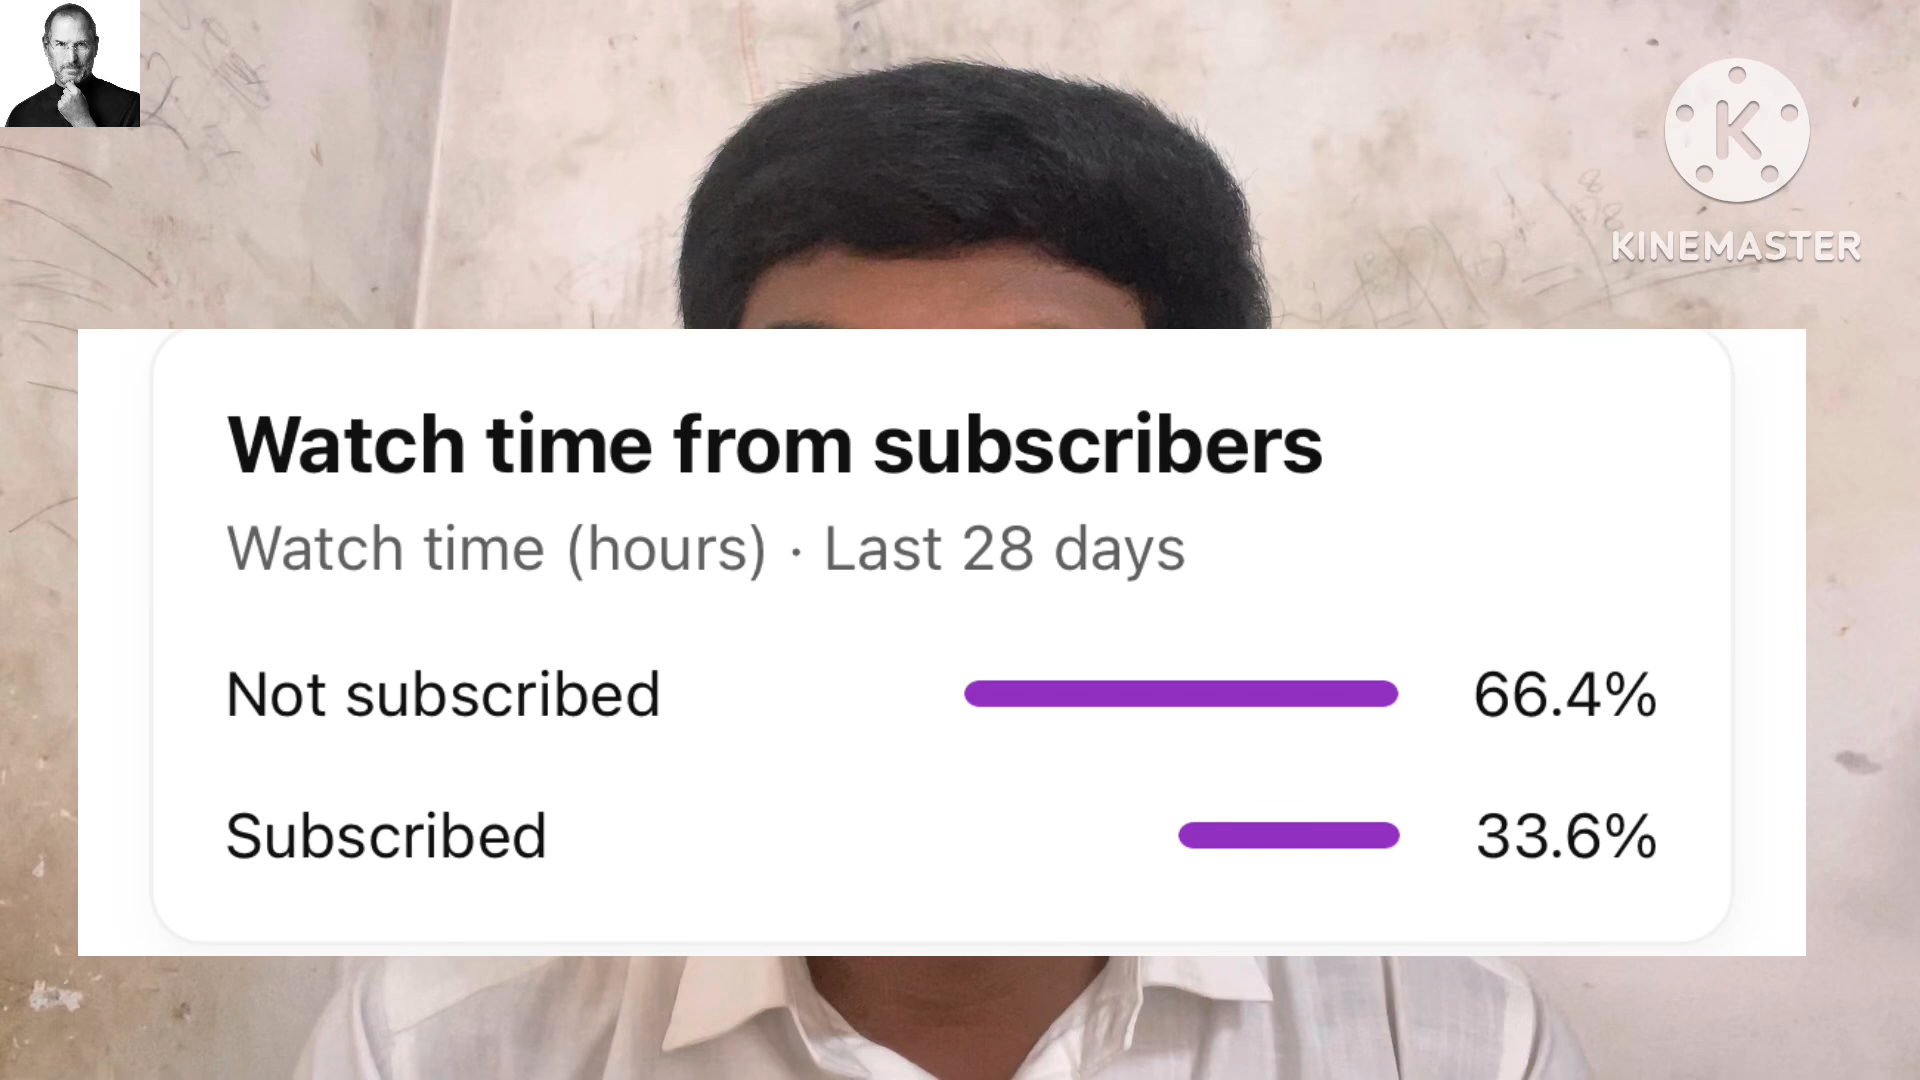 K
KINEMASTER
Watch time from subscribers
Watch time (hours) · Last 28 days
Not subscribed 66.4%
Subscribed 33.6%